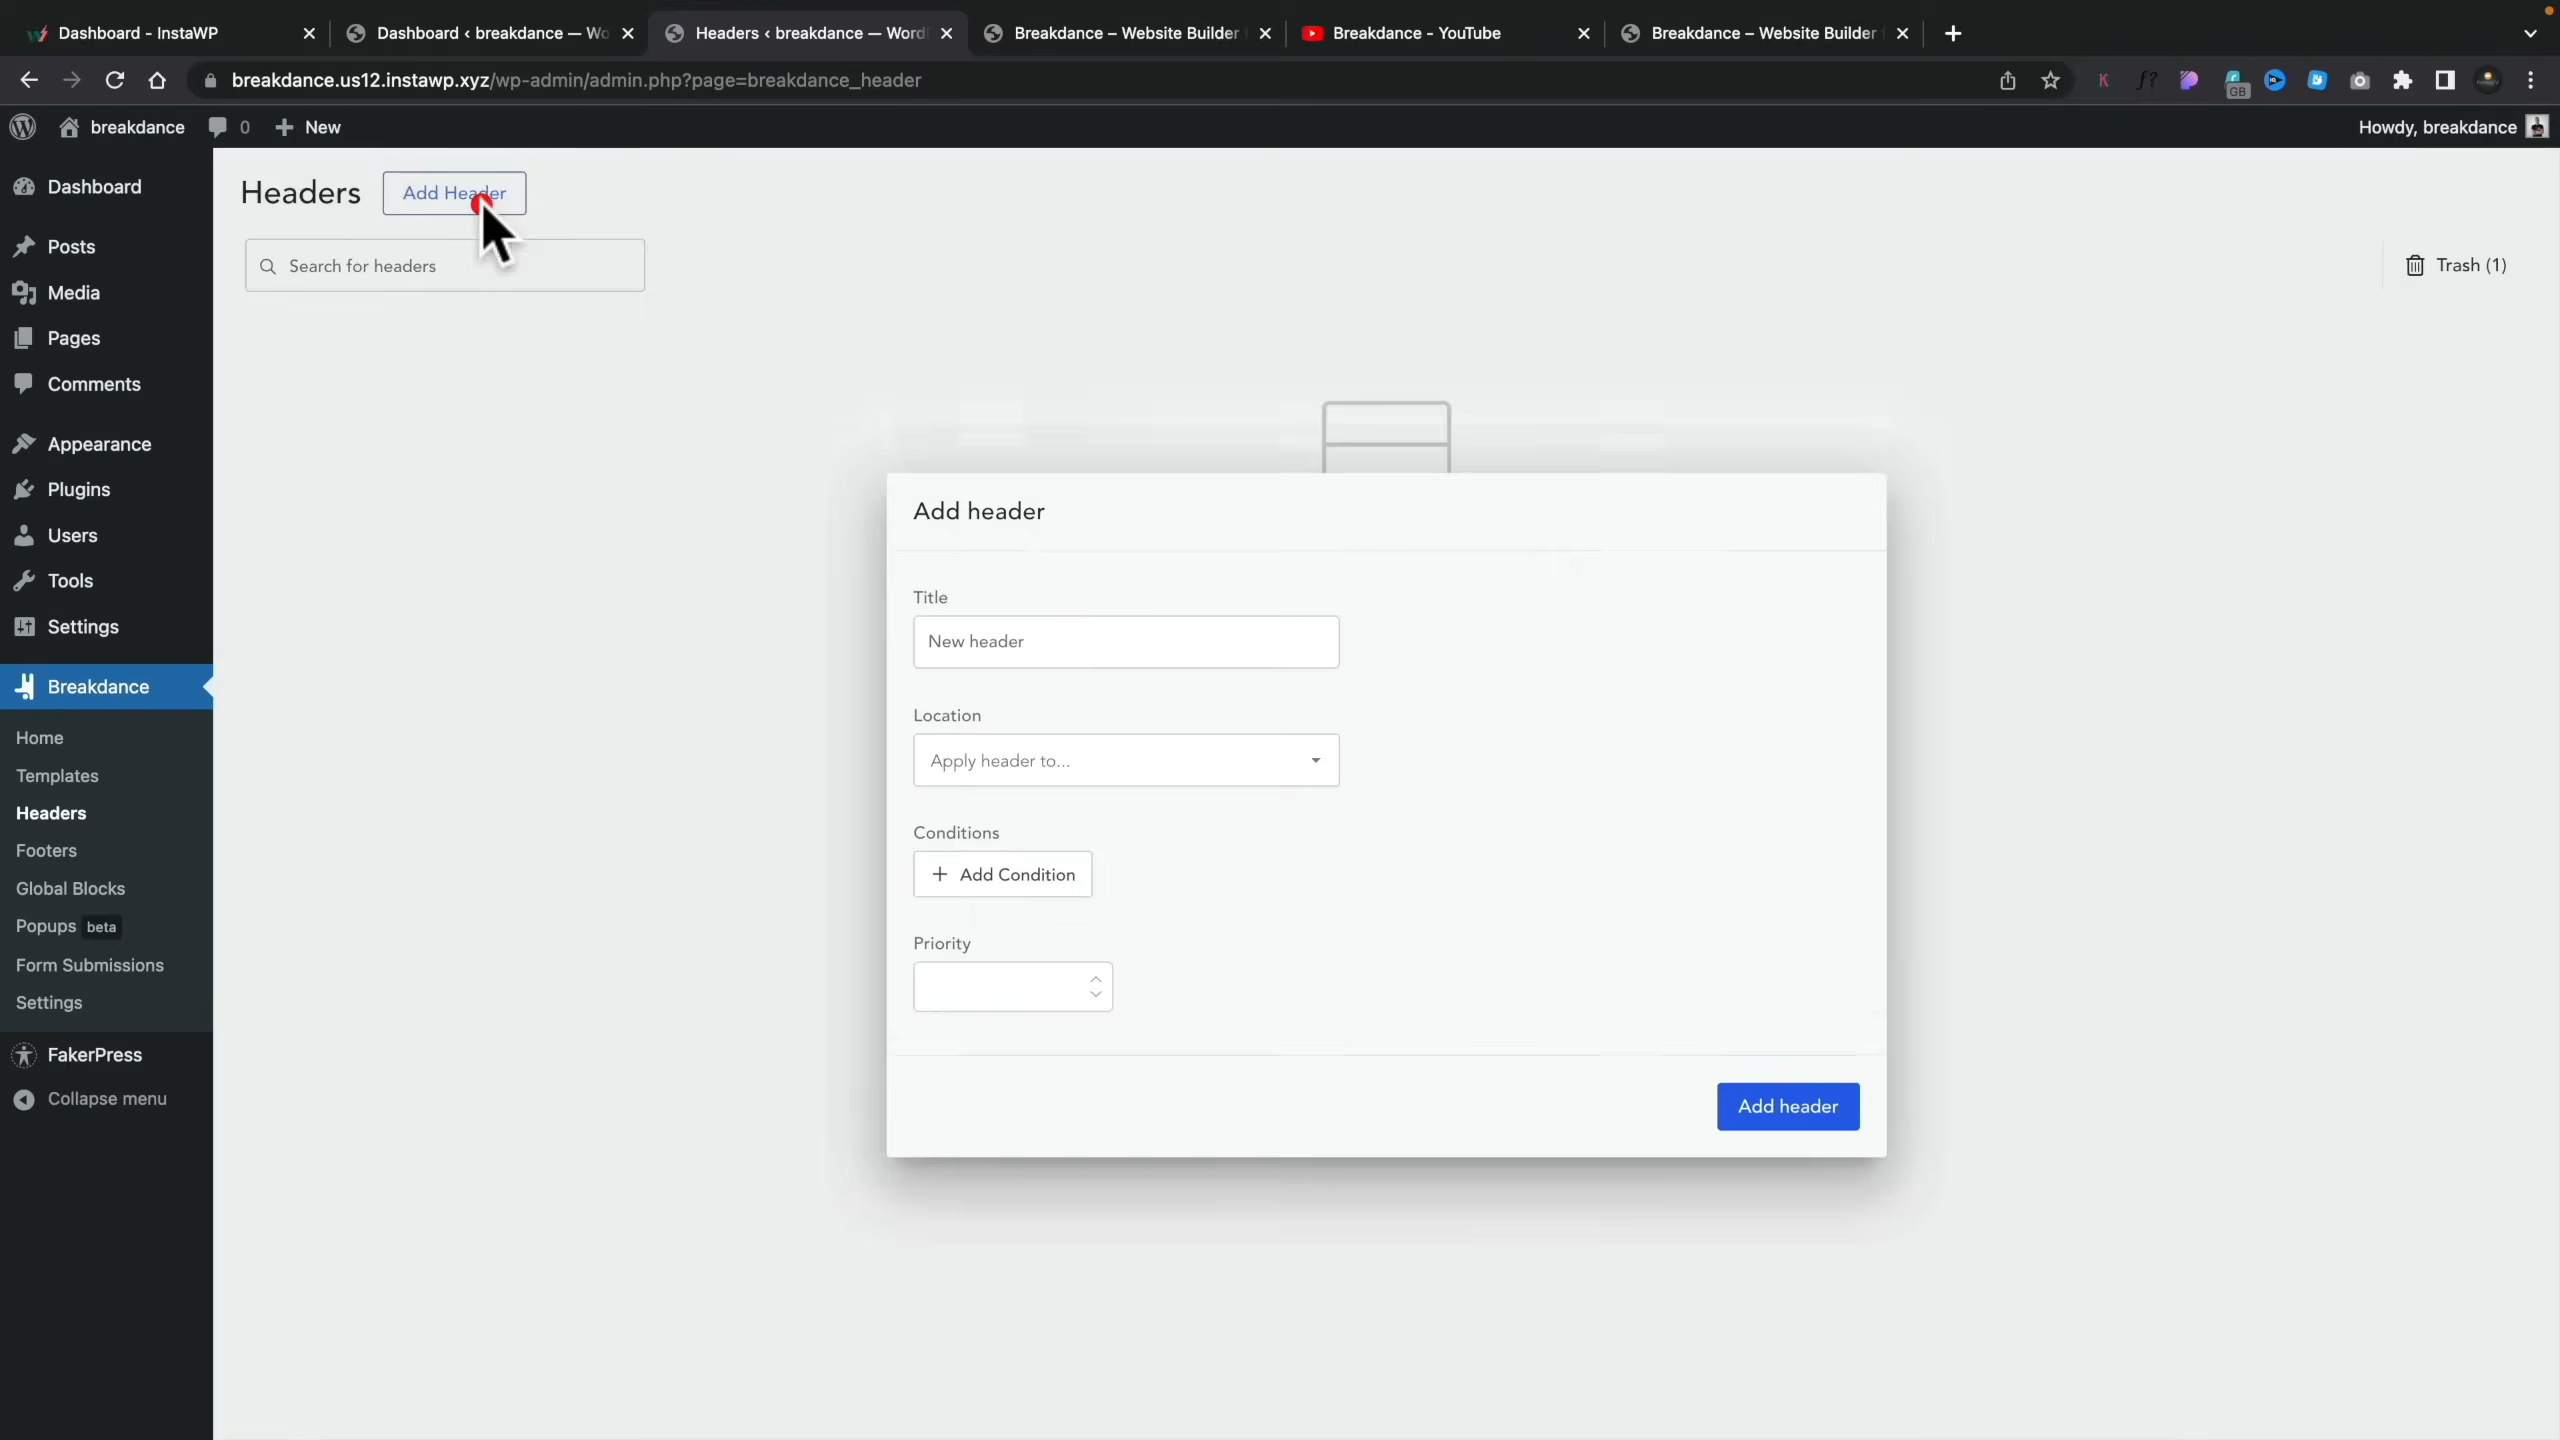 Dashboard - InstaWP
Dashboard ‹ breakdance — Wo
Headers ‹ breakdance — Word
Breakdance – Website Builder
Breakdance - YouTube
Breakdance – Website Builder
breakdance.us12.instawp.xyz/wp-admin/admin.php?page=breakdance_header
GB
breakdance
0
New
Howdy, breakdance
Dashboard
Posts
Media
Pages
Comments
Appearance
Plugins
Users
Tools
Settings
Breakdance
Home
Templates
Headers
Footers
Global Blocks
Popups beta
Form Submissions
Settings
FakerPress
Collapse menu
Headers
Add Header
Search for headers
Trash (1)
Add header
Title
New header
Location
Apply header to...
Conditions
+ Add Condition
Priority
Add header